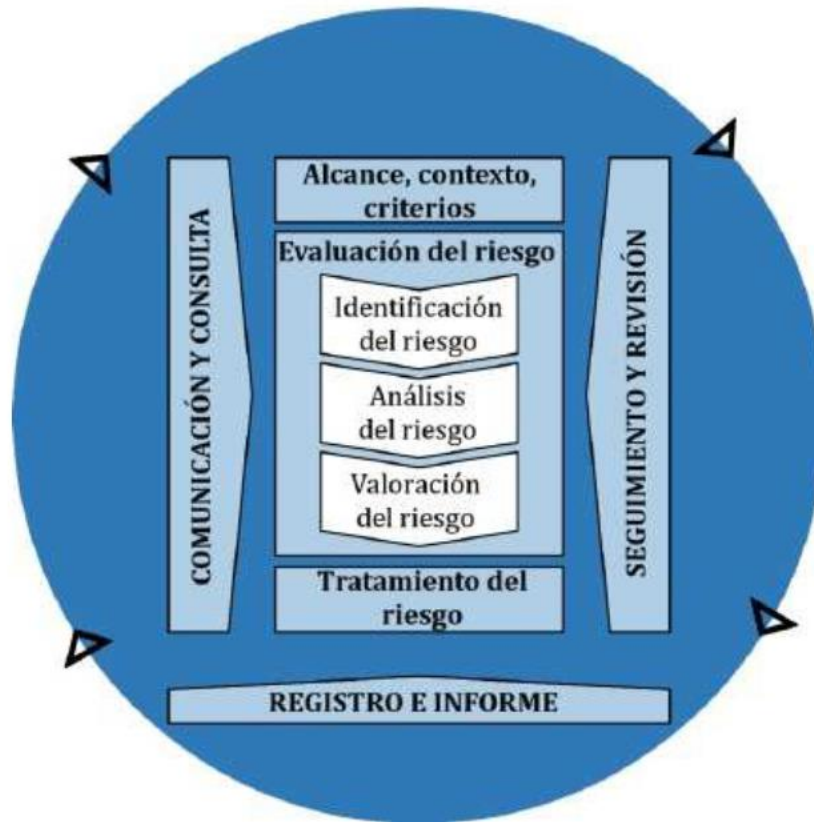 Alcance, contexto,
criterios
Evaluación del riesgo
Identificación
del riesgo
Análisis
del riesgo
Valoración
del riesgo
Tratamiento del
riesgo
COMUNICACIÓN Y CONSULTA
SEGUIMIENTO Y REVISIÓN
REGISTRO E INFORME